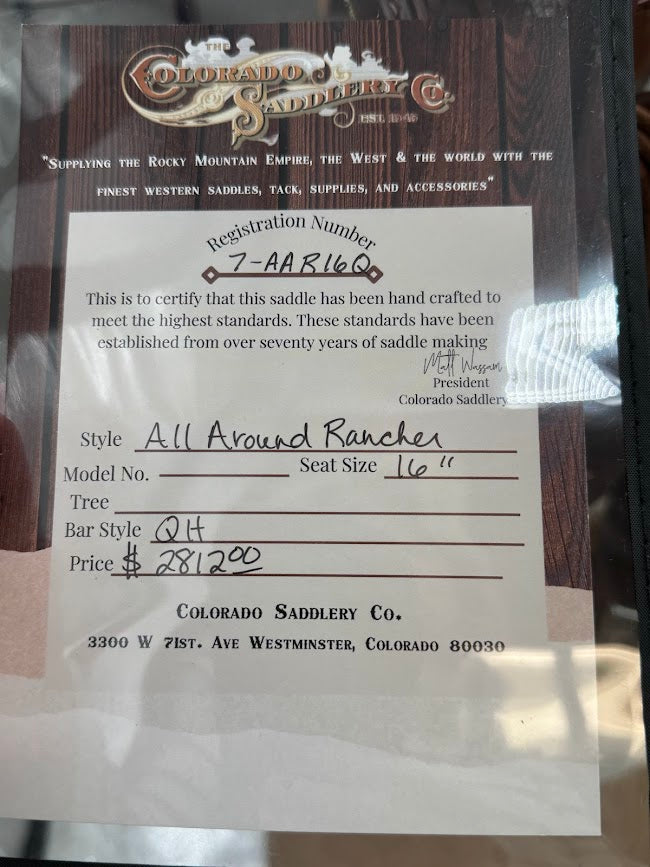 THE
COLORADO
SADDLERY CO.
EST. 1945
"SUPPLYING THE ROCKY MOUNTAIN EMPIRE, THE WEST & THE WORLD WITH THE
FINEST WESTERN SADDLES, TACK, SUPPLIES, AND ACCESSORIES"
Registration Number
7-AAR16Q
This is to certify that this saddle has been hand crafted to
meet the highest standards. These standards have been
established from over seventy years of saddle making
Matt Wassam
President
Colorado Saddlery
Style All Around Rancher
Model No. Seat Size 16"
Tree
Bar Style QH
Price $ 281200
COLORADO SADDLERY CO.
3300 W 71ST. AVE WESTMINSTER, COLORADO 80030